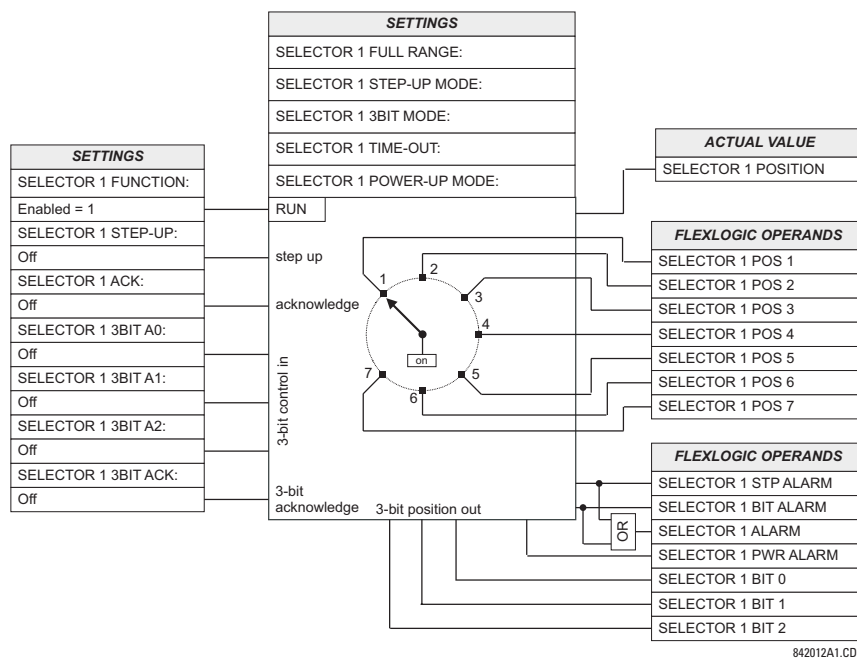 SETTINGS
SELECTOR 1 FULL RANGE:
SELECTOR 1 STEP-UP MODE:
SELECTOR 1 3BIT MODE:
SELECTOR 1 TIME-OUT:
SELECTOR 1 POWER-UP MODE:
SETTINGS
SELECTOR 1 FUNCTION:
Enabled = 1
SELECTOR 1 STEP-UP:
Off
SELECTOR 1 ACK:
Off
SELECTOR 1 3BIT A0:
Off
SELECTOR 1 3BIT A1:
Off
SELECTOR 1 3BIT A2:
Off
SELECTOR 1 3BIT ACK:
Off
RUN
step up
acknowledge
3-bit control in
3-bit
acknowledge
3-bit position out
1
2
3
4
5
6
7
on
ACTUAL VALUE
SELECTOR 1 POSITION
FLEXLOGIC OPERANDS
SELECTOR 1 POS 1
SELECTOR 1 POS 2
SELECTOR 1 POS 3
SELECTOR 1 POS 4
SELECTOR 1 POS 5
SELECTOR 1 POS 6
SELECTOR 1 POS 7
FLEXLOGIC OPERANDS
SELECTOR 1 STP ALARM
SELECTOR 1 BIT ALARM
OR
SELECTOR 1 ALARM
SELECTOR 1 PWR ALARM
SELECTOR 1 BIT 0
SELECTOR 1 BIT 1
SELECTOR 1 BIT 2
842012A1.CD